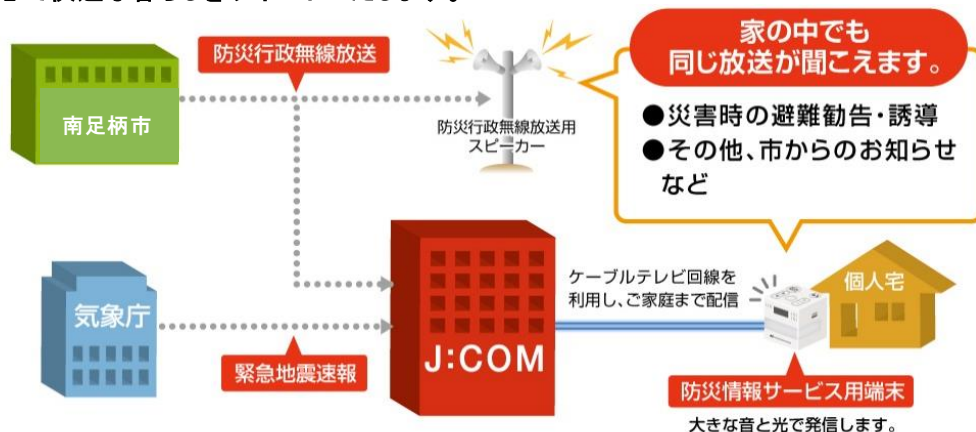 防災行政無線放送
南足柄市
防災行政無線放送用
スピーカー
家の中でも
同じ放送が聞こえます。
●災害時の避難勧告・誘導
●その他、市からのお知らせ
など
気象庁
緊急地震速報
J:COM
ケーブルテレビ回線を
利用し、ご家庭まで配信
個人宅
防災情報サービス用端末
大きな音と光で発信します。